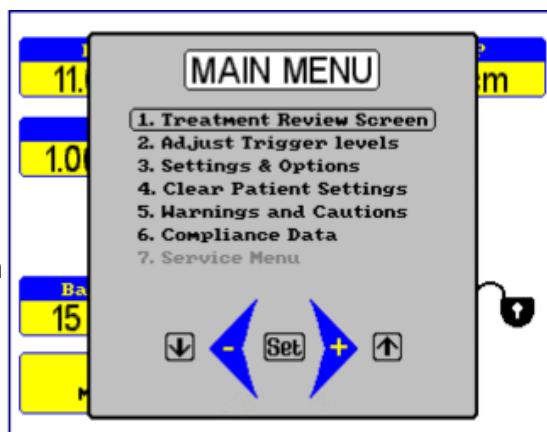 MAIN MENU
11.
m
1. Treatment Review Screen
2. Adjust Trigger levels
1.0
3. Settings & Options
4. Clear Patient Settings
5. Warnings and Cautions
6. Compliance Data
7. Service Menu
Ba
15
- Set +
M